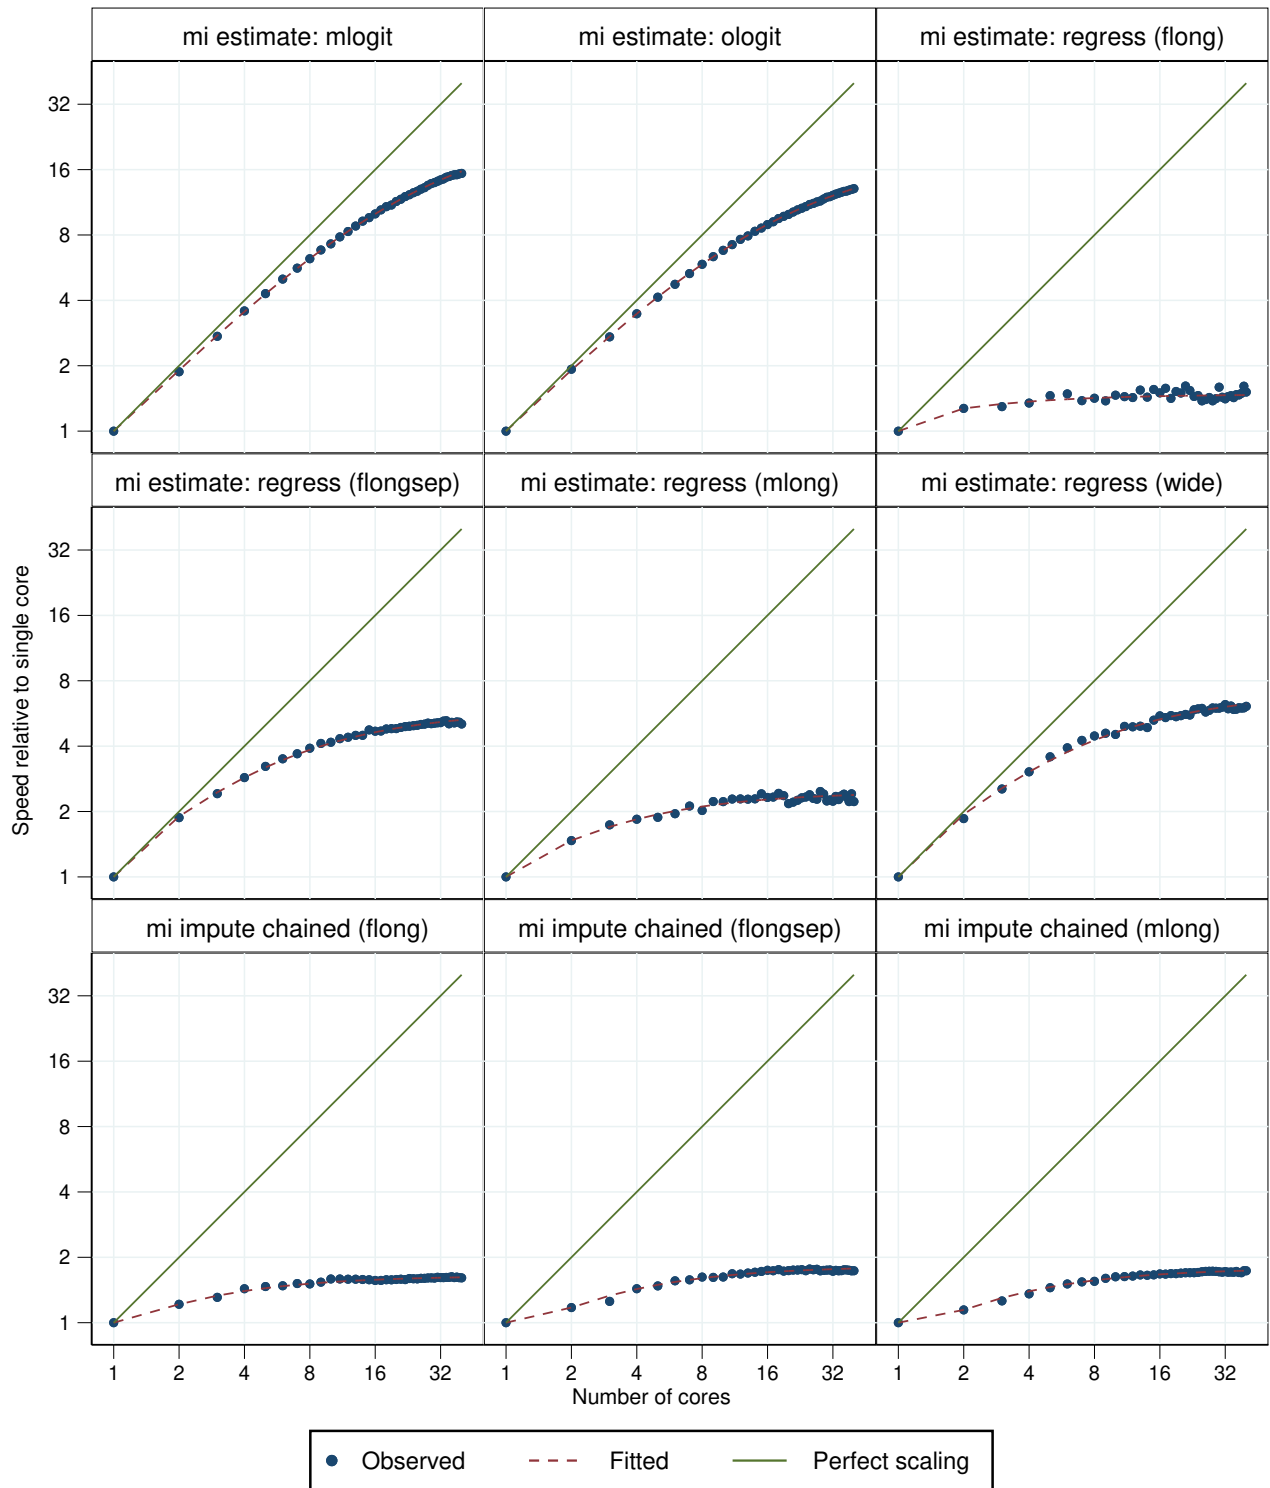 mi estimate: mlogit
mi estimate: ologit
mi estimate: regress (flong)
32
16
8
4
2
1
mi estimate: regress (flongsep)
mi estimate: regress (mlong)
mi estimate: regress (wide)
32
16
8
4
2
1
Speed relative to single core
mi impute chained (flong)
mi impute chained (flongsep)
mi impute chained (mlong)
32
16
8
4
2
1
1 2 4 8 16 32 1 2 4 8 16 32 1 2 4 8 16 32
Number of cores
Observed Fitted Perfect scaling